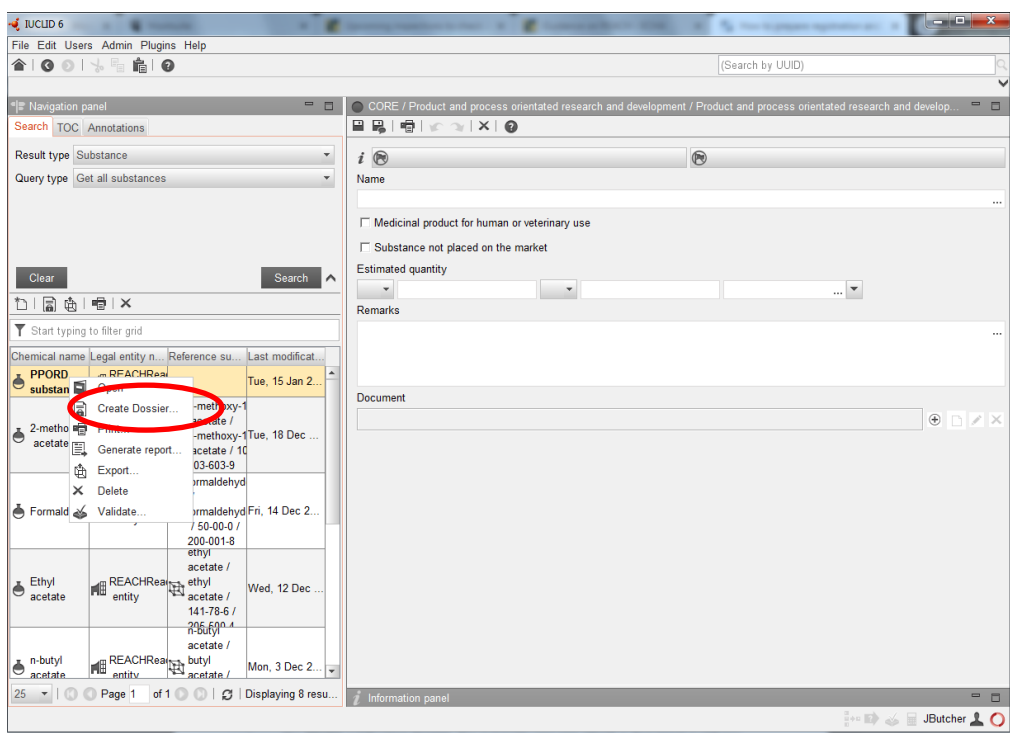 IUCLID 6
File Edit Users Admin Plugins Help
(Search by UUID)
Navigation panel
Search TOC Annotations
Result type Substance
Query type Get all substances
Clear Search
Start typing to filter grid
Chemical name Legal entity n... Reference su... Last modificat...
PPORD
substan
REACHRea
Tue, 15 Jan 2...
Open
Create Dossier...
Generate report...
Export...
Delete
Validate...
2-metho
acetate
-methoxy-1
acetate /
-methoxy-1
acetate / 10
03-603-9
Tue, 18 Dec ...
Formald
ormaldehyd
ormaldehyd
/ 50-00-0 /
200-001-8
Fri, 14 Dec 2...
Ethyl
acetate
REACHRea
entity
ethyl
acetate /
ethyl
acetate /
141-78-6 /
205-500-4
Wed, 12 Dec ...
n-butyl
acetate
REACHRea
entity
n-butyl
acetate /
butyl
acetate /
Mon, 3 Dec 2...
25 Page 1 of 1 Displaying 8 resu...
CORE / Product and process orientated research and development / Product and process orientated research and develop...
Name
...
Medicinal product for human or veterinary use
Substance not placed on the market
Estimated quantity
...
Remarks
...
Document
Information panel
JButcher